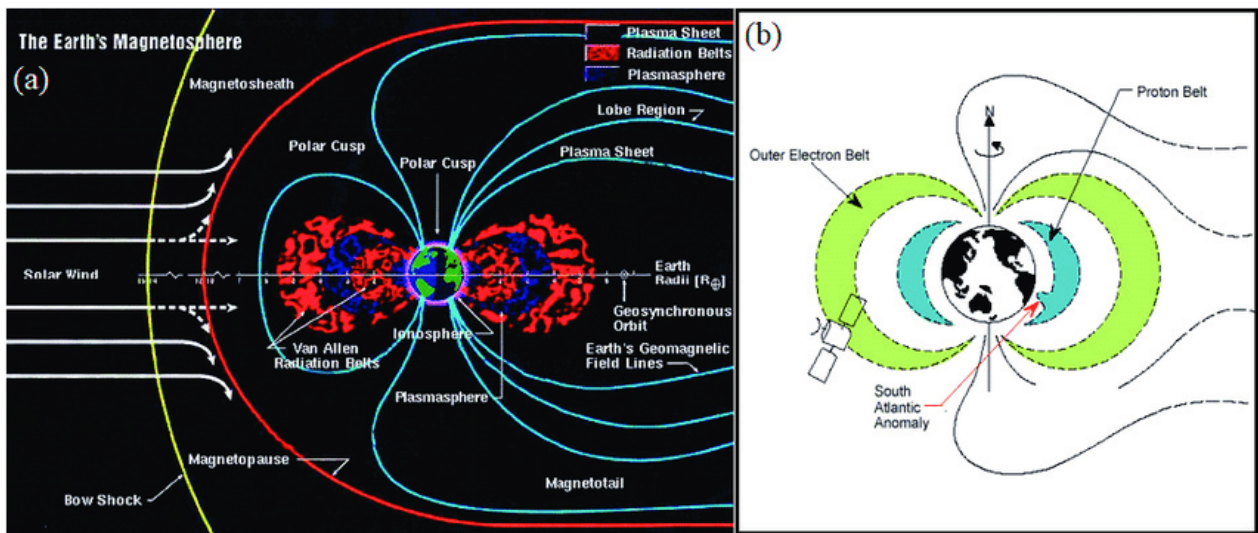 The Earth's Magnetosphere
(a)
Plasma Sheet
Radiation Belts
Plasmasphere
Magnetosheath
Lobe Region
Polar Cusp
Polar Cusp
Plasma Sheet
Solar Wind
Earth
Radii [R⊕]
Geosynchronous
Orbit
Ionosphere
Van Allen
Radiation Belts
Earth's Geomagnelic
Field Lines
Plasmasphere
Magnetopause
Magnetotail
Bow Shock
(b)
Proton Belt
N
Outer Electron Belt
South
Atlantic
Anomaly